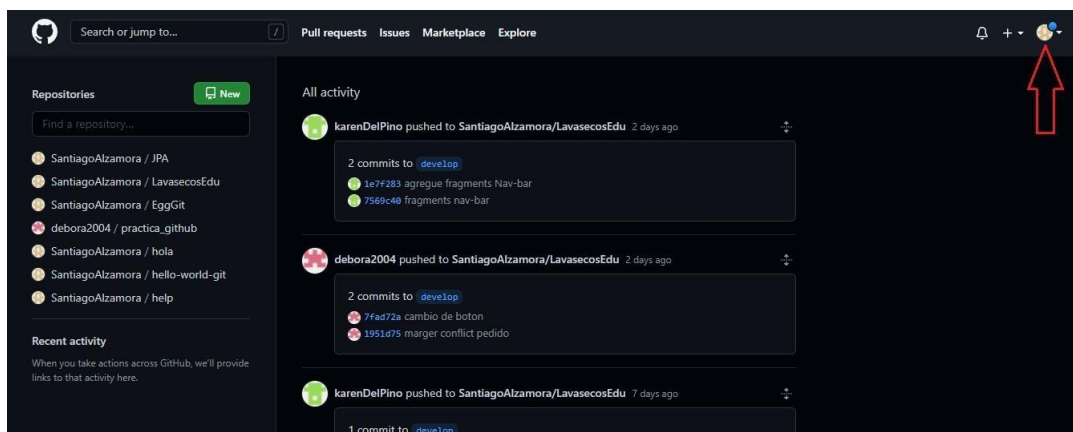 Search or jump to...
/
Pull requests Issues Marketplace Explore
Repositories
New
Find a repository...
SantiagoAlzamora / JPA
SantiagoAlzamora / LavasecosEdu
SantiagoAlzamora / EggGit
debora2004 / practica_github
SantiagoAlzamora / hola
SantiagoAlzamora / hello-world-git
SantiagoAlzamora / help
Recent activity
When you take actions across GitHub, we'll provide
links to that activity here.
All activity
karenDelPino pushed to SantiagoAlzamora/LavasecosEdu 2 days ago
2 commits to develop
1e7f283 agregue fragments Nav-bar
7569c40 fragments nav-bar
debora2004 pushed to SantiagoAlzamora/LavasecosEdu 2 days ago
2 commits to develop
7fad72a cambio de boton
1951d75 marger conflict pedido
karenDelPino pushed to SantiagoAlzamora/LavasecosEdu 7 days ago
1 commit to develop